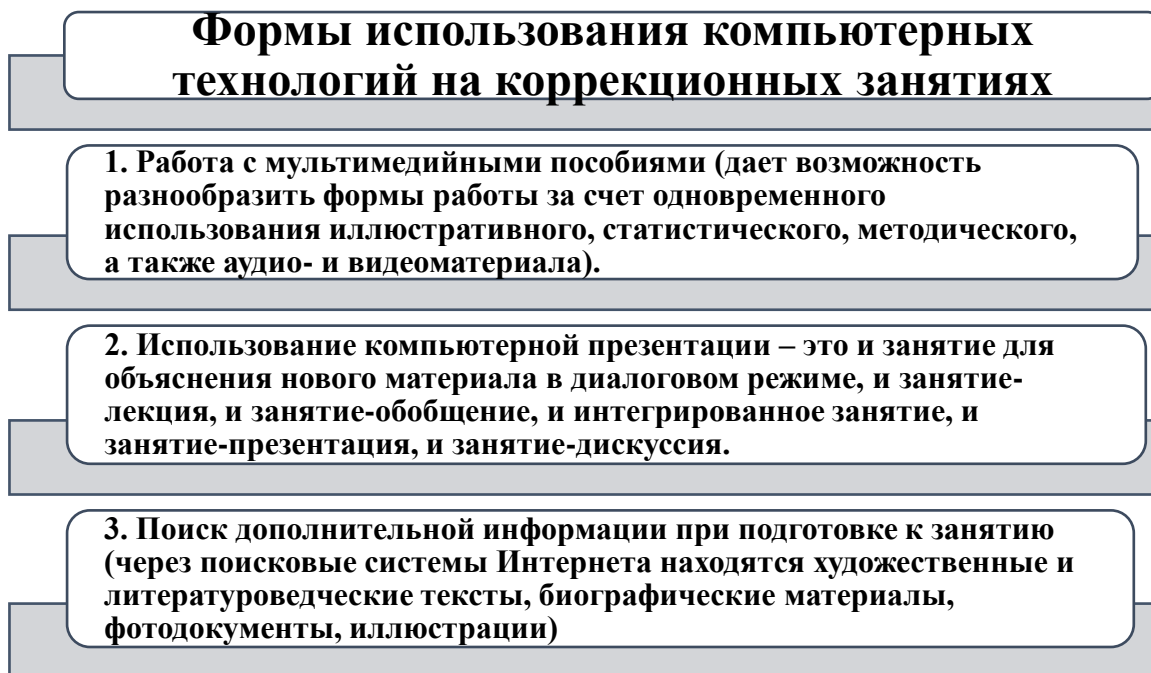 Формы использования компьютерных
технологий на коррекционных занятиях
1. Работа с мультимедийными пособиями (дает возможность
разнообразить формы работы за счет одновременного
использования иллюстративного, статистического, методического,
а также аудио- и видеоматериала).
2. Использование компьютерной презентации – это и занятие для
объяснения нового материала в диалоговом режиме, и занятие-
лекция, и занятие-обобщение, и интегрированное занятие, и
занятие-презентация, и занятие-дискуссия.
3. Поиск дополнительной информации при подготовке к занятию
(через поисковые системы Интернета находятся художественные и
литературоведческие тексты, биографические материалы,
фотодокументы, иллюстрации)